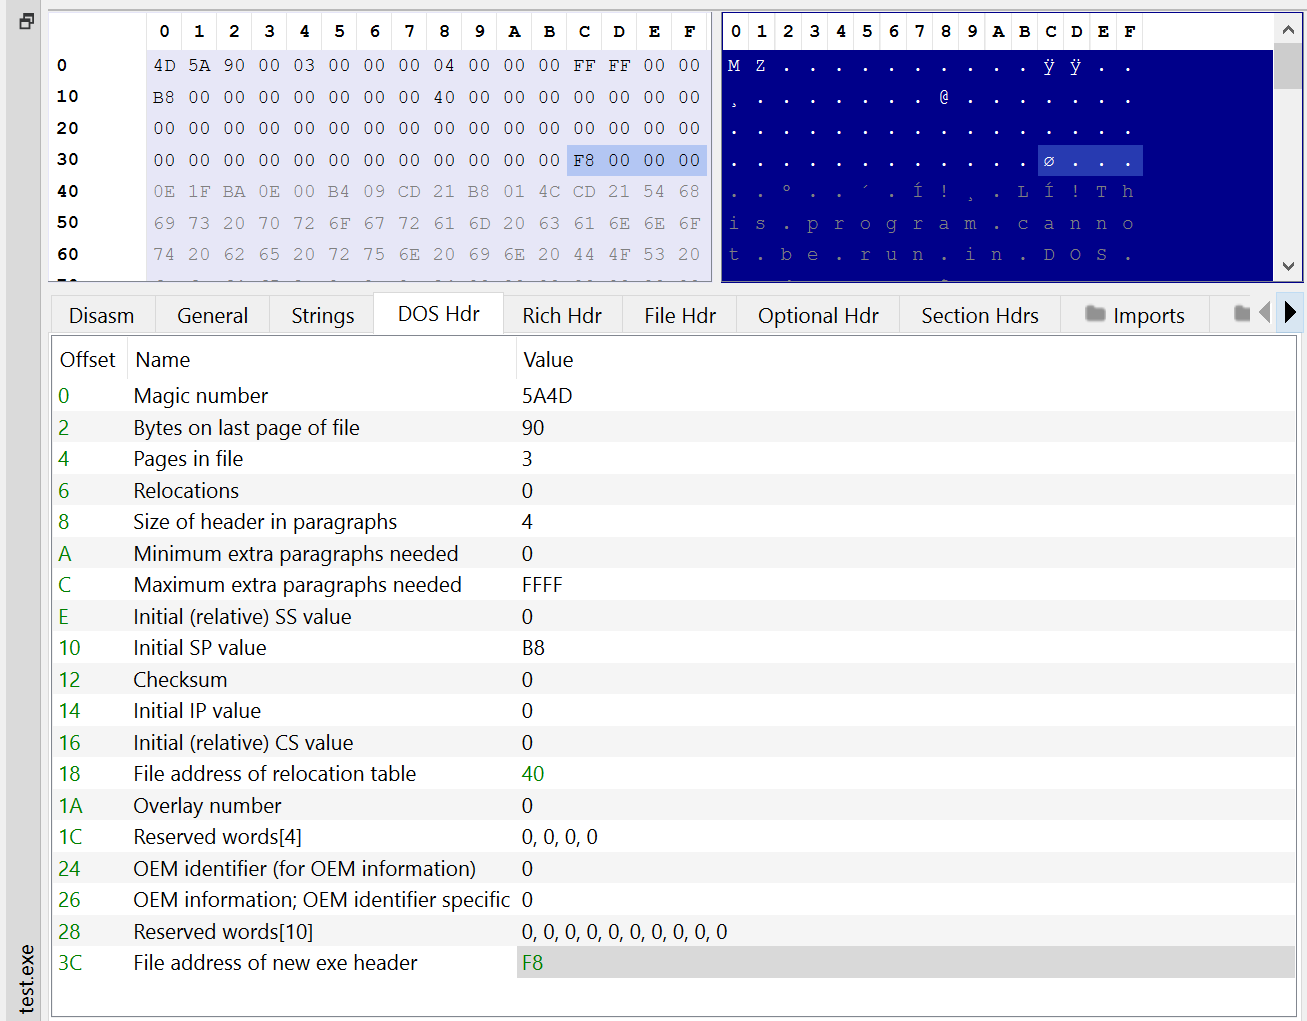 0 1 2 3 4 5 6 7 8 9 A B C D E F 0 1 2 3 4 5 6 7 8 9 A B C D E F
0 4D 5A 90 00 03 00 00 00 04 00 00 00 FF FF 00 00 M Z . . . . . . . . . . ÿ ÿ . .
10 B8 00 00 00 00 00 00 00 40 00 00 00 00 00 00 00 ¸ . . . . . . . @ . . . . . . .
20 00 00 00 00 00 00 00 00 00 00 00 00 00 00 00 00 . . . . . . . . . . . . . . . .
30 00 00 00 00 00 00 00 00 00 00 00 00 F8 00 00 00 . . . . . . . . . . . . ø . . .
40 0E 1F BA 0E 00 B4 09 CD 21 B8 01 4C CD 21 54 68 . . º . . ´ . Í ! ¸ . L Í ! T h
50 69 73 20 70 72 6F 67 72 61 6D 20 63 61 6E 6E 6F i s . p r o g r a m . c a n n o
60 74 20 62 65 20 72 75 6E 20 69 6E 20 44 4F 53 20 t . b e . r u n . i n . D O S .
Disasm General Strings DOS Hdr Rich Hdr File Hdr Optional Hdr Section Hdrs Imports
Offset Name Value
0 Magic number 5A4D
2 Bytes on last page of file 90
4 Pages in file 3
6 Relocations 0
8 Size of header in paragraphs 4
A Minimum extra paragraphs needed 0
C Maximum extra paragraphs needed FFFF
E Initial (relative) SS value 0
10 Initial SP value B8
12 Checksum 0
14 Initial IP value 0
16 Initial (relative) CS value 0
18 File address of relocation table 40
1A Overlay number 0
1C Reserved words[4] 0, 0, 0, 0
24 OEM identifier (for OEM information) 0
26 OEM information; OEM identifier specific 0
28 Reserved words[10] 0, 0, 0, 0, 0, 0, 0, 0, 0, 0
3C File address of new exe header F8
test.exe